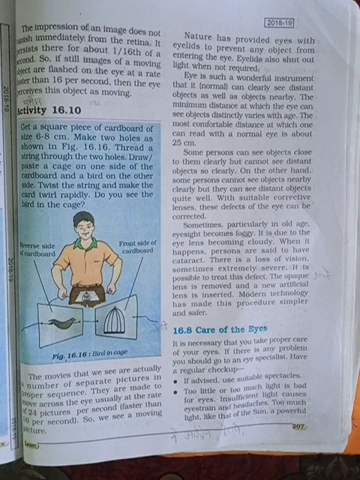 2018-19
The impression of an image does not
immediately from the retina. It
there for about 1/16th of a
second. So, if still images of moving
object are flashed on the eye at a rate
faster than 16 per second, then the eye
perceives this object as moving.
Activity 16.10
Get a square piece of cardboard of
size 6-8 cm. Make two holes as
shown in Fig. 16.16. Thread a
string through the two holes. Draw/
paste a cage on one side of the
cardboard and a bird on the other
side. Twist the string and make the
card twirl rapidly. Do you see the
bird in the cage?
Reverse side
of cardboard
Front side of
cardboard
Fig. 16.16 : Bird in cage
The movies that we see are actually
number of separate pictures in
proper sequence. They are made to
move across the eye usually at the rate
of 24 pictures per second (faster than
16 per second). So, we see a moving
picture.
2018-19
Nature has provided eyes with
eyelids to prevent any object from
entering the eye. Eyelids also shut out
light when not required.
Eye is such a wonderful instrument
that it (normal) can clearly see distant
objects as well as objects nearby. The
minimum distance at which the eye can
see objects distinctly varies with age. The
most comfortable distance at which one
can read with a normal eye is about
25 cm.
Some persons can see objects close
to them clearly but cannot see distant
objects so clearly. On the other hand,
some persons cannot see objects nearby
clearly but they can see distant objects
quite well. With suitable corrective
lenses, these defects of the eye can be
corrected.
Sometimes, particularly in old age,
eyesight becomes foggy. It is due to the
eye lens becoming cloudy. When it
happens, persons are said to have
cataract. There is a loss of vision,
sometimes extremely severe. It is
possible to treat this defect. The opaque
lens is removed and a new artificial
lens is inserted. Modern technology
has made this procedure simpler
and safer.
16.8 Care of the Eyes
It is necessary that you take proper care
of your eyes. If there is any problem
you should go to an eye specialist. Have
a regular checkup—
• If advised, use suitable spectacles.
• Too little or too much light is bad
for eyes. Insufficient light causes
eyestrain and headaches. Too much
light, like that of the Sun, a powerful
207